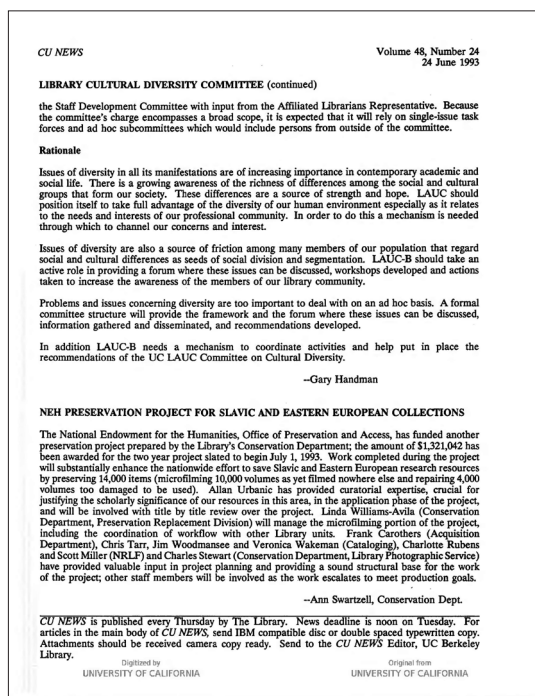 CU NEWS
Volume 48, Number 24
24 June 1993
LIBRARY CULTURAL DIVERSITY COMMITTEE (continued)
the Staff Development Committee with input from the Affiliated Librarians Representative. Because
the committee's charge encompasses a broad scope, it is expected that it will rely on single-issue task
forces and ad hoc subcommittees which would include persons from outside of the committee.
Rationale
Issues of diversity in all its manifestations are of increasing importance in contemporary academic and
social life. There is a growing awareness of the richness of differences among the social and cultural
groups that form our society. These differences are a source of strength and hope. LAUC should
position itself to take full advantage of the diversity of our human environment especially as it relates
to the needs and interests of our professional community. In order to do this a mechanism is needed
through which to channel our concerns and interest.
Issues of diversity are also a source of friction among many members of our population that regard
social and cultural differences as seeds of social division and segmentation. LAUC-B should take an
active role in providing a forum where these issues can be discussed, workshops developed and actions
taken to increase the awareness of the members of our library community.
Problems and issues concerning diversity are too important to deal with on an ad hoc basis. A formal
committee structure will provide the framework and the forum where these issues can be discussed,
information gathered and disseminated, and recommendations developed.
In addition LAUC-B needs a mechanism to coordinate activities and help put in place the
recommendations of the UC LAUC Committee on Cultural Diversity.
--Gary Handman
NEH PRESERVATION PROJECT FOR SLAVIC AND EASTERN EUROPEAN COLLECTIONS
The National Endowment for the Humanities, Office of Preservation and Access, has funded another
preservation project prepared by the Library's Conservation Department; the amount of $1,321,042 has
been awarded for the two year project slated to begin July 1, 1993. Work completed during the project
will substantially enhance the nationwide effort to save Slavic and Eastern European research resources
by preserving 14,000 items (microfilming 10,000 volumes as yet filmed nowhere else and repairing 4,000
volumes too damaged to be used). Allan Urbanic has provided curatorial expertise, crucial for
justifying the scholarly significance of our resources in this area, in the application phase of the project,
and will be involved with title by title review over the project. Linda Williams-Avila (Conservation
Department, Preservation Replacement Division) will manage the microfilming portion of the project,
including the coordination of workflow with other Library units. Frank Carothers (Acquisition
Department), Chris Tarr, Jim Woodmansee and Veronica Wakeman (Cataloging), Charlotte Rubens
and Scott Miller (NRLF) and Charles Stewart (Conservation Department, Library Photographic Service)
have provided valuable input in project planning and providing a sound structural base for the work
of the project; other staff members will be involved as the work escalates to meet production goals.
--Ann Swartzell, Conservation Dept.
CU NEWS is published every Thursday by The Library. News deadline is noon on Tuesday. For
articles in the main body of CU NEWS, send IBM compatible disc or double spaced typewritten copy.
Attachments should be received camera copy ready. Send to the CU NEWS Editor, UC Berkeley
Library.
Digitized by
UNIVERSITY OF CALIFORNIA
Original from
UNIVERSITY OF CALIFORNIA